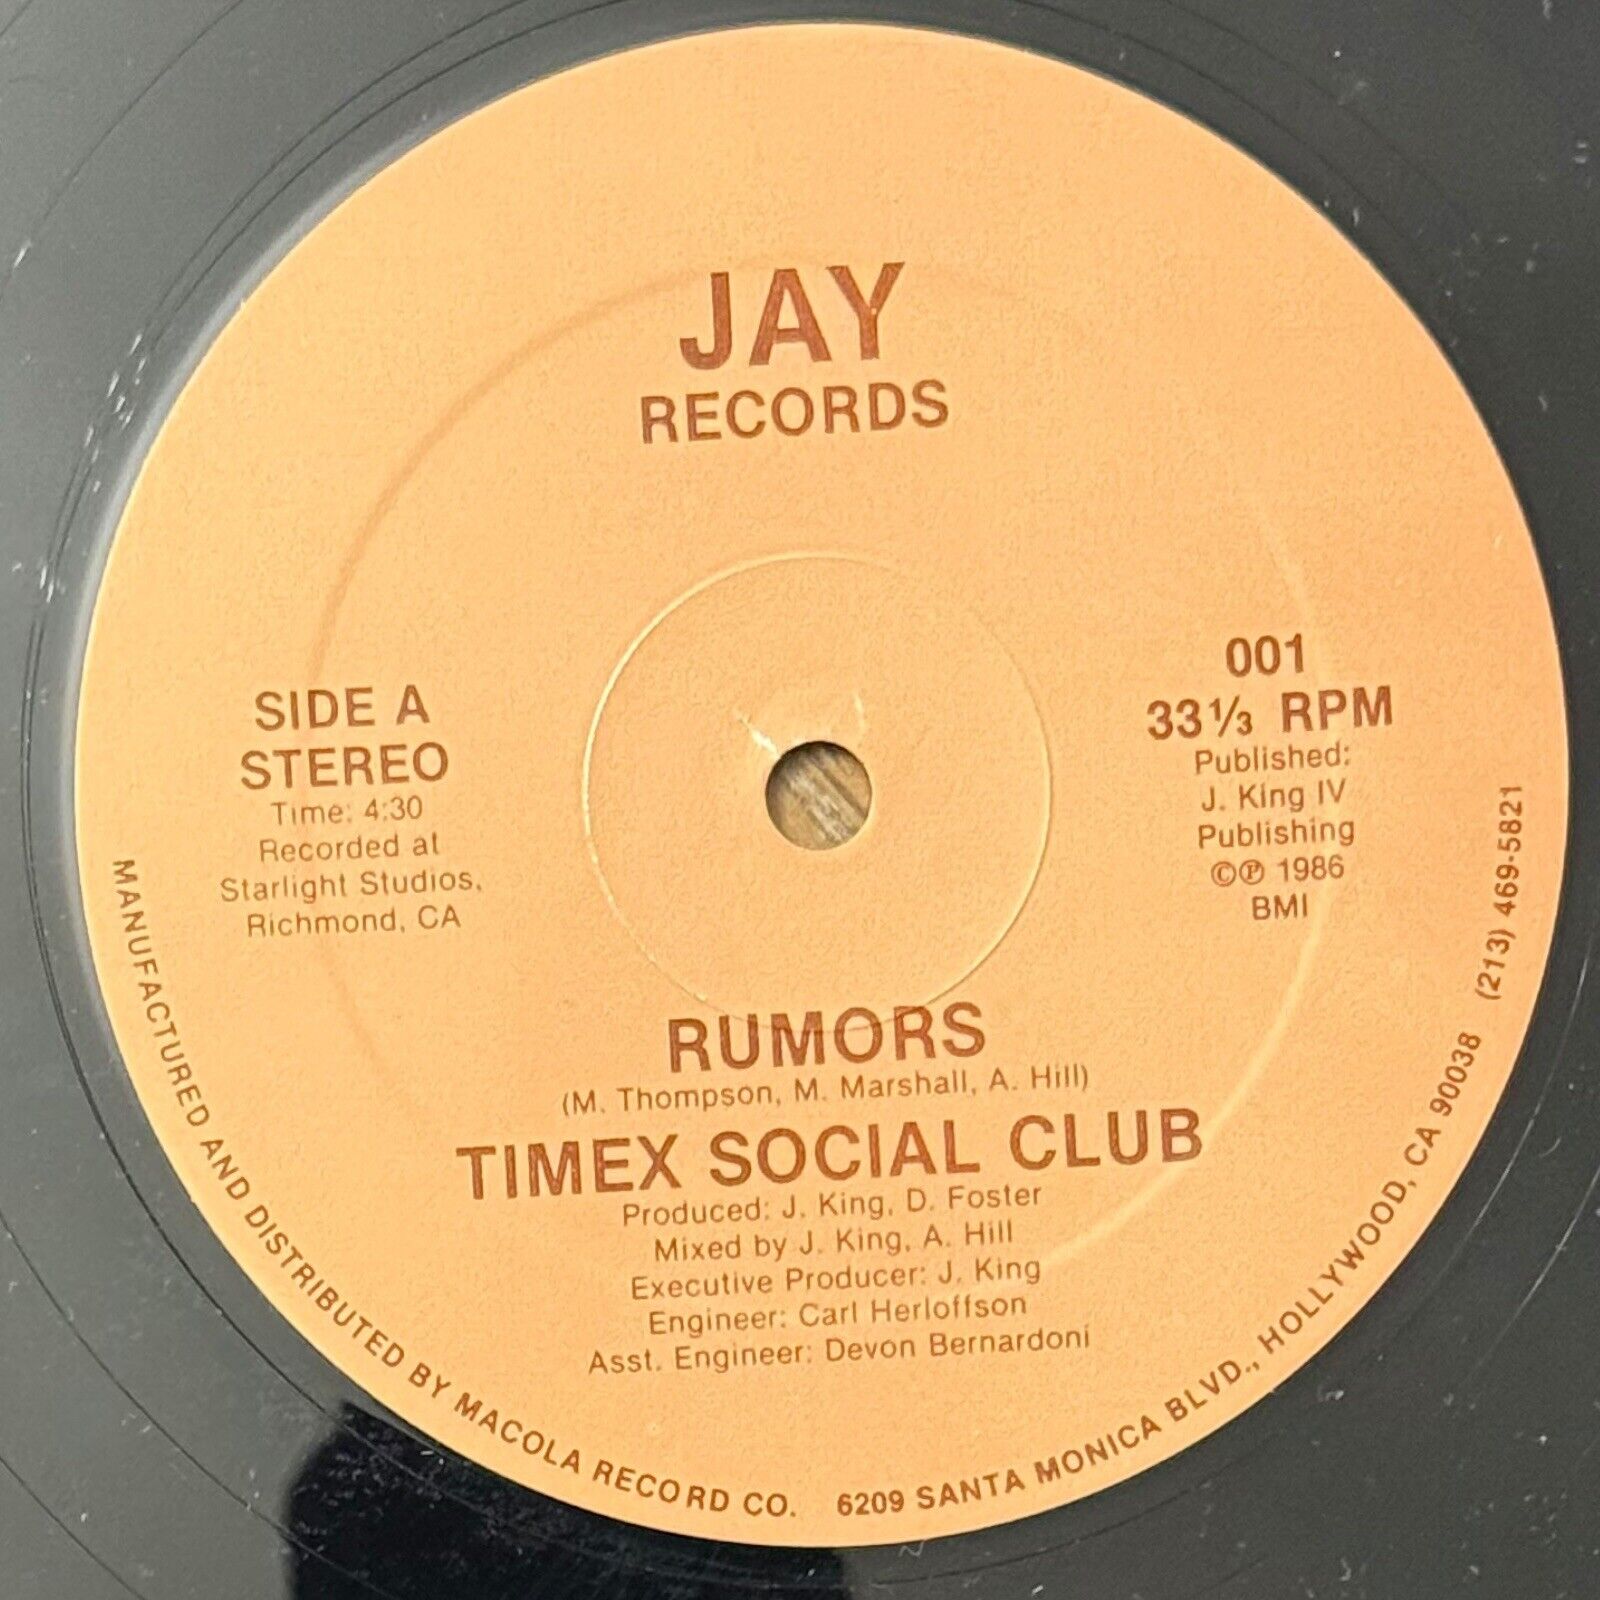 JAY
RECORDS
SIDE A
STEREO
Time: 4:30
Recorded at
Starlight Studios,
Richmond, CA
001
33 ⅓ RPM
Published:
J. King IV
Publishing
©℗ 1986
BMI
RUMORS
(M. Thompson, M. Marshall, A. Hill)
TIMEX SOCIAL CLUB
Produced: J. King, D. Foster
Mixed by J. King, A. Hill
Executive Producer: J. King
Engineer: Carl Herloffson
Asst. Engineer: Devon Bernardoni
MANUFACTURED AND DISTRIBUTED BY MACOLA RECORD CO. 6209 SANTA MONICA BLVD., HOLLYWOOD, CA 90038 (213) 469-5821